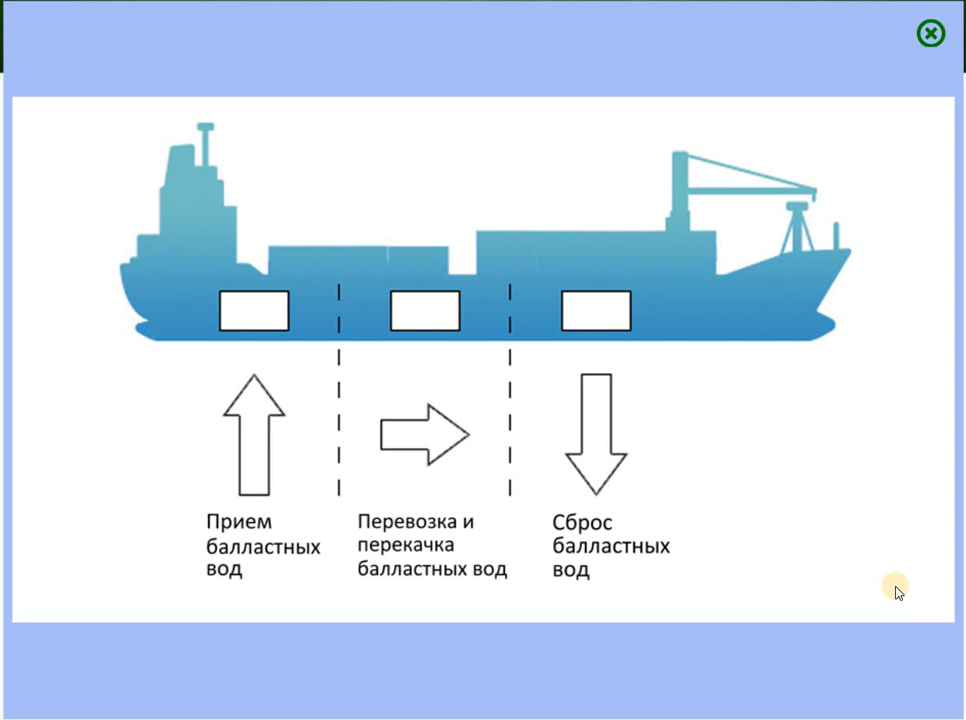 Прием
балластных
вод
Перевозка и
перекачка
балластных вод
Сброс
балластных
вод